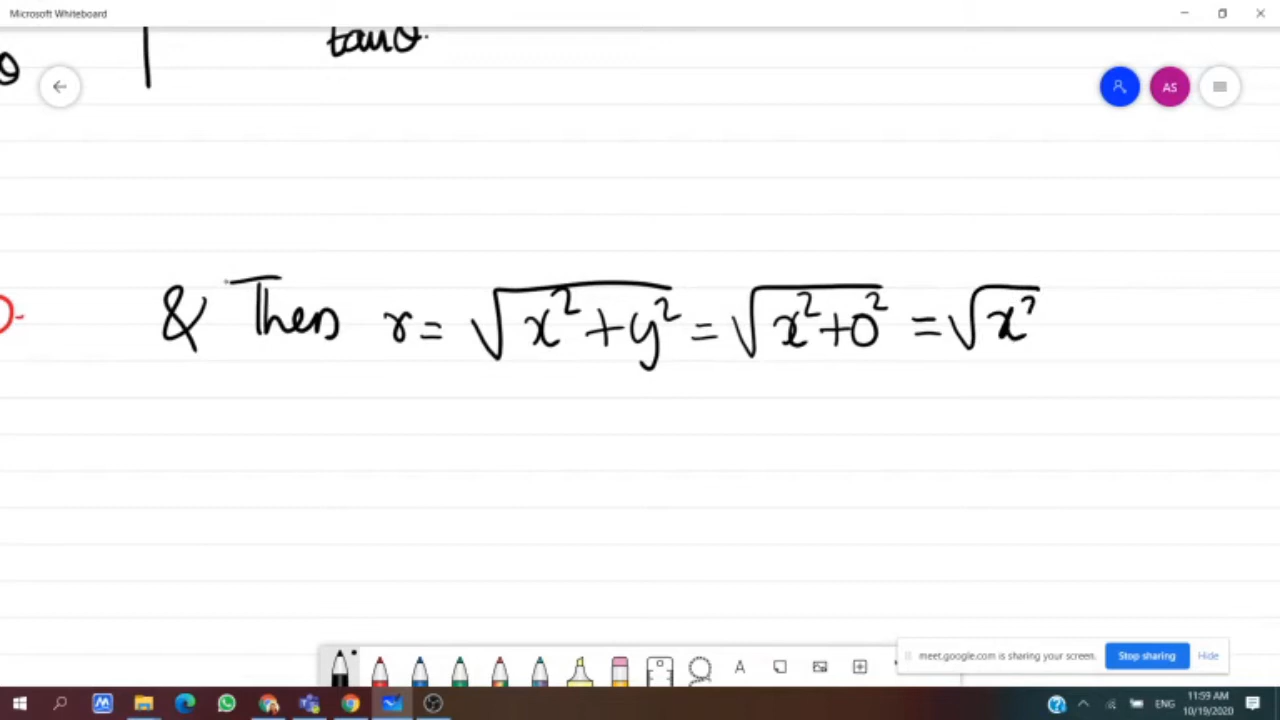 Microsoft Whiteboard
tanθ.
θ
AS
& Then r = √x²+y² = √x²+0² = √x²
A
meet.google.com is sharing your screen.
Stop sharing
Hide
ENG
11:59 AM
10/19/2020